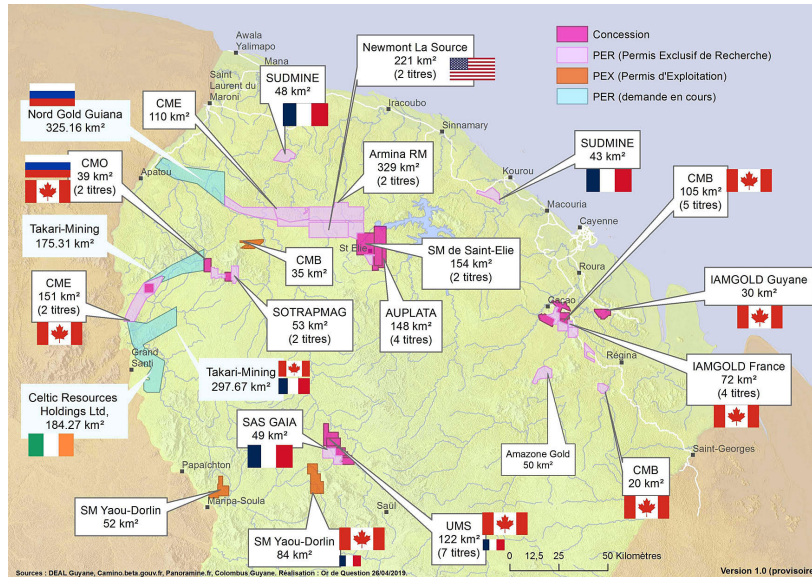 Awala
Yalimapo
Mana
Saint
Laurent du
Maroni
Newmont La Source
221 km²
(2 titres)
Concession
PER (Permis Exclusif de Recherche)
PEX (Permis d'Exploitation)
PER (demande en cours)
SUDMINE
48 km²
CME
110 km²
Nord Gold Guiana
325.16 km²
Iracoubo
Sinnamary
Kourou
Macouria
Cayenne
SUDMINE
43 km²
CMO
39 km²
(2 titres)
Apatou
Armina RM
329 km²
(2 titres)
CMB
105 km²
(5 titres)
Takari-Mining
175.31 km²
CMB
35 km²
St Elie
SM de Saint-Elie
154 km²
(2 titres)
Roura
Cacao
IAMGOLD Guyane
30 km²
CME
151 km²
(2 titres)
SOTRAPMAG
53 km²
(2 titres)
AUPLATA
148 km²
(4 titres)
Grand
Santi
Takari-Mining
297.67 km²
Régina
IAMGOLD France
72 km²
(4 titres)
Celtic Resources
Holdings Ltd,
184.27 km²
SAS GAIA
49 km²
Amazone Gold
50 km²
Saint-Georges
CMB
20 km²
Papaïchton
SM Yaou-Dorlin
52 km²
Maripa-Soula
Saül
SM Yaou-Dorlin
84 km²
UMS
122 km²
(7 titres)
0 12,5 25 50 Kilomètres
Sources : DEAL Guyane, Camino.beta.gouv.fr, Panoramine.fr, Colombus Guyane. Réalisation : Or de Question 26/04/2019.
Version 1.0 (provisoire